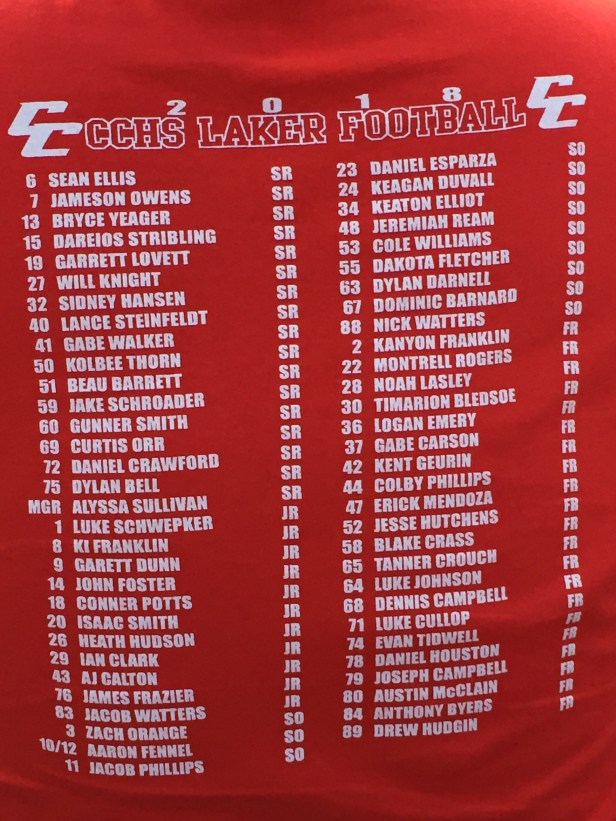 2018
CC CCHS LAKER FOOTBALL CC
6 SEAN ELLIS SR
7 JAMESON OWENS SR
13 BRYCE YEAGER SR
15 DAREIOS STRIBLING SR
19 GARRETT LOVETT SR
27 WILL KNIGHT SR
32 SIDNEY HANSEN SR
40 LANCE STEINFELDT SR
41 GABE WALKER SR
50 KOLBEE THORN SR
51 BEAU BARRETT SR
59 JAKE SCHROADER SR
60 GUNNER SMITH SR
69 CURTIS ORR SR
72 DANIEL CRAWFORD SR
75 DYLAN BELL SR
MGR ALYSSA SULLIVAN SR
1 LUKE SCHWEPKER JR
8 KI FRANKLIN JR
9 GARETT DUNN JR
14 JOHN FOSTER JR
18 CONNER POTTS JR
20 ISAAC SMITH JR
26 HEATH HUDSON JR
29 IAN CLARK JR
43 AJ CALTON JR
76 JAMES FRAZIER JR
83 JACOB WATTERS JR
3 ZACH ORANGE SO
10/12 AARON FENNEL SO
11 JACOB PHILLIPS SO
23 DANIEL ESPARZA SO
24 KEAGAN DUVALL SO
34 KEATON ELLIOT SO
48 JEREMIAH REAM SO
53 COLE WILLIAMS SO
55 DAKOTA FLETCHER SO
63 DYLAN DARNELL SO
67 DOMINIC BARNARD SO
88 NICK WATTERS SO
2 KANYON FRANKLIN FR
22 MONTRELL ROGERS FR
28 NOAH LASLEY FR
30 TIMARION BLEDSOE FR
36 LOGAN EMERY FR
37 GABE CARSON FR
42 KENT GEURIN FR
44 COLBY PHILLIPS FR
47 ERICK MENDOZA FR
52 JESSE HUTCHENS FR
58 BLAKE CRASS FR
65 TANNER CROUCH FR
64 LUKE JOHNSON FR
68 DENNIS CAMPBELL FR
71 LUKE CULLOP FR
74 EVAN TIDWELL FR
78 DANIEL HOUSTON FR
79 JOSEPH CAMPBELL FR
80 AUSTIN McCLAIN FR
84 ANTHONY BYERS FR
89 DREW HUDGIN FR